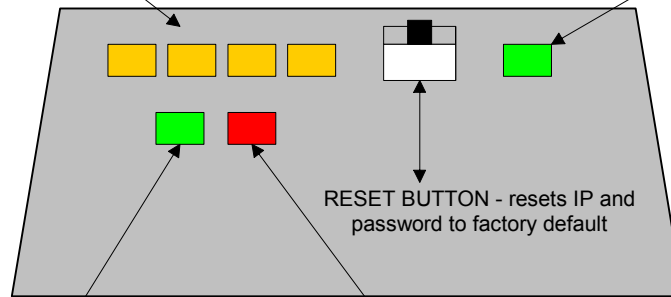 RESET BUTTON - resets IP and
password to factory default